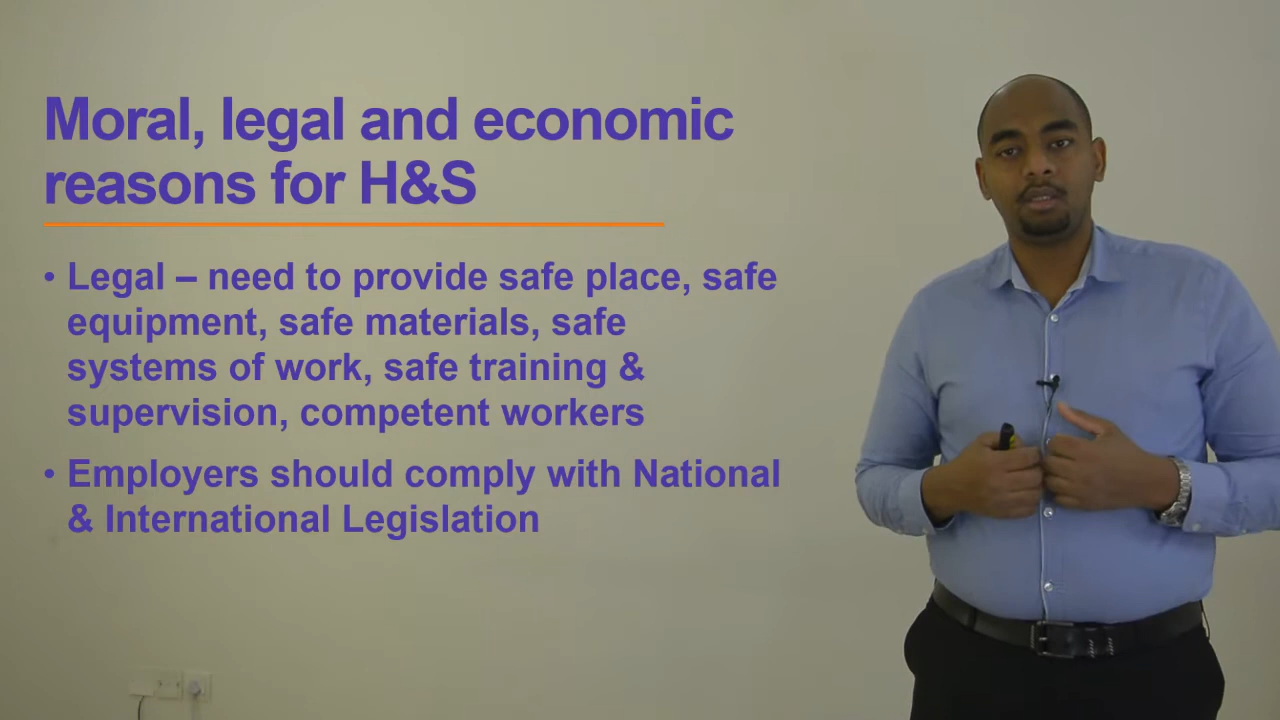 Moral, legal and economic
reasons for H&S
• Legal – need to provide safe place, safe
equipment, safe materials, safe
systems of work, safe training &
supervision, competent workers
• Employers should comply with National
& International Legislation